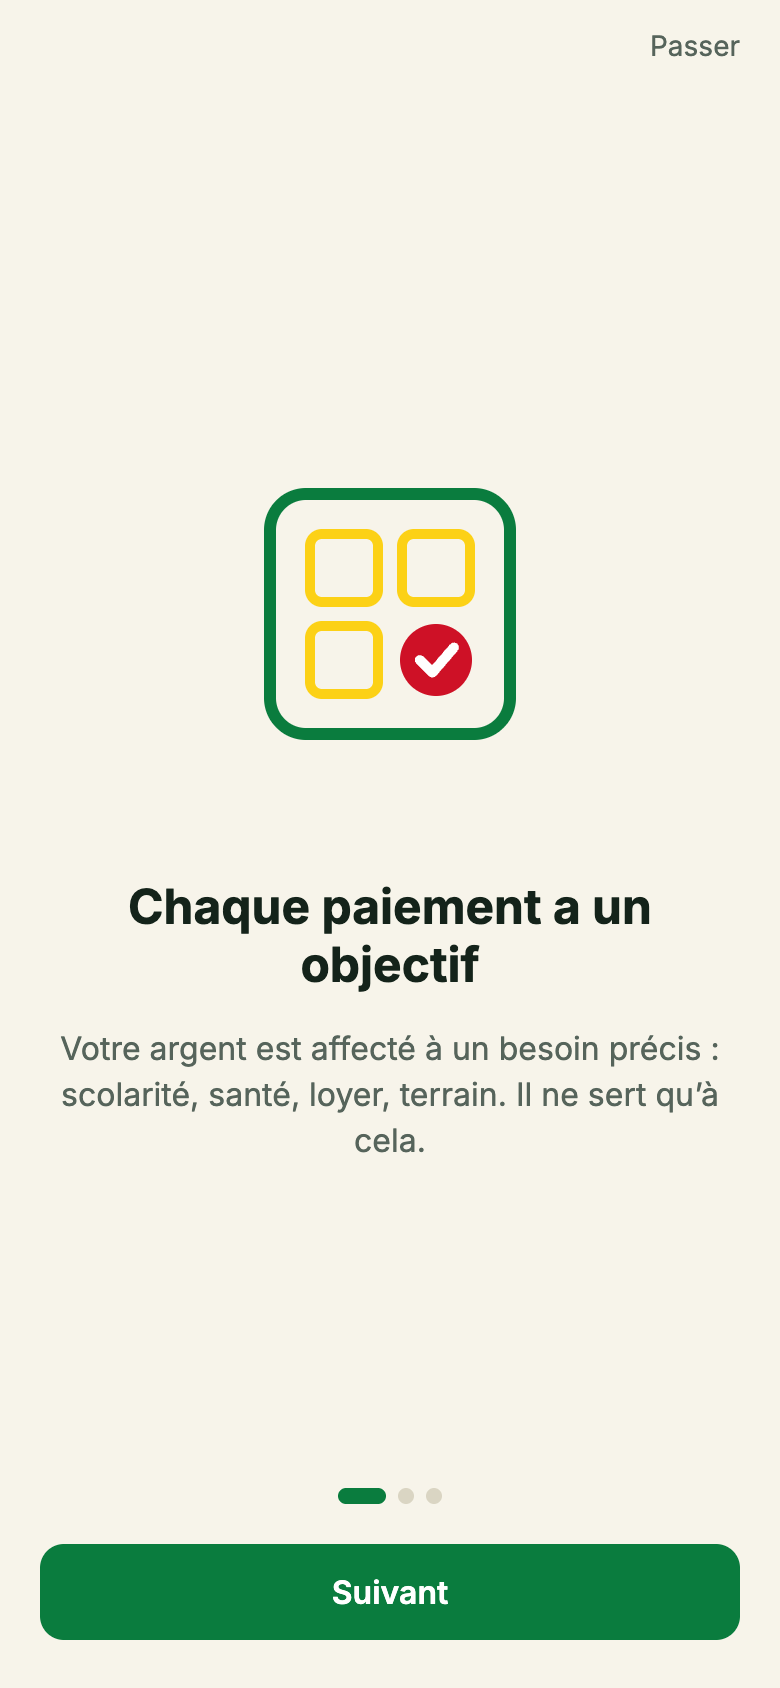 Passer
Chaque paiement a un
objectif
Votre argent est affecté à un besoin précis :
scolarité, santé, loyer, terrain. Il ne sert qu’à
cela.
Suivant